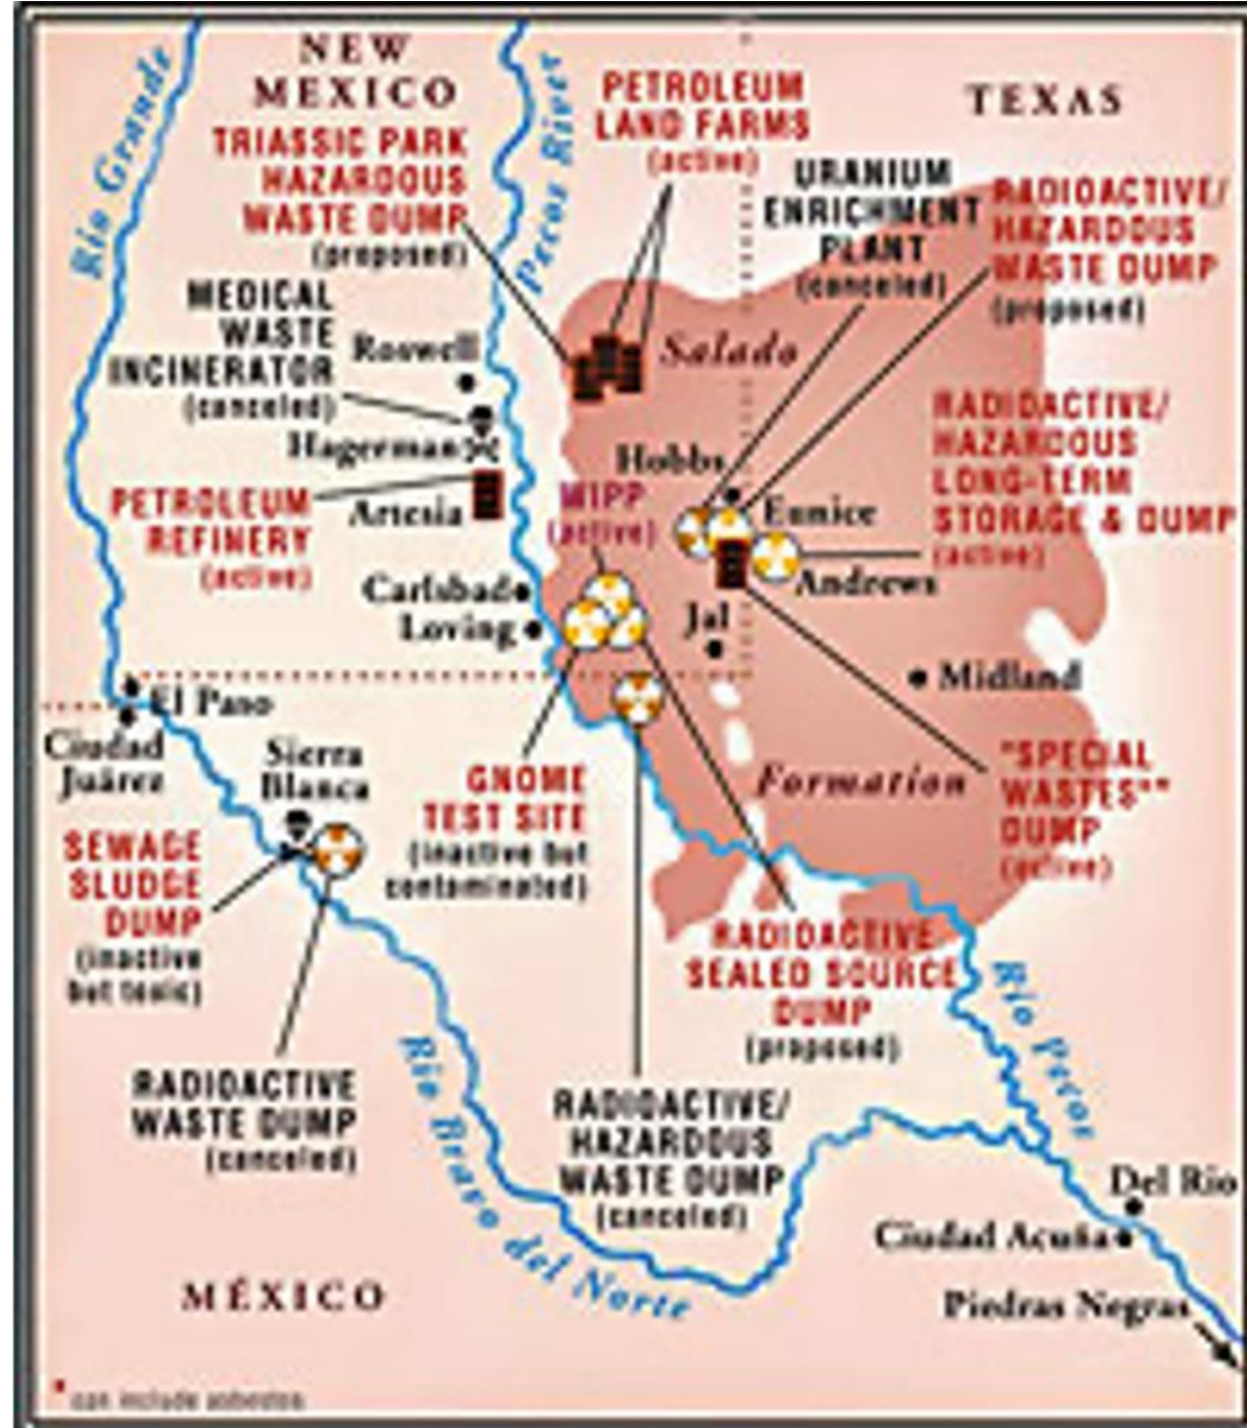 NEW
MEXICO
TEXAS
Rio Grande
Pecos River
PETROLEUM
LAND FARMS
(active)
TRIASSIC PARK
HAZARDOUS
WASTE DUMP
(proposed)
URANIUM
ENRICHMENT
PLANT
(canceled)
RADIOACTIVE/
HAZARDOUS
WASTE DUMP
(proposed)
MEDICAL
WASTE
INCINERATOR
(canceled)
Roswell
Salado
Hagerman
RADIOACTIVE/
HAZARDOUS
LONG-TERM
STORAGE & DUMP
(active)
Hobbs
PETROLEUM
REFINERY
(active)
Artesia
WIPP
(active)
Eunice
Andrews
Carlsbad
Loving
Jal
Midland
El Paso
Ciudad
Juárez
Sierra
Blanca
GNOME
TEST SITE
(inactive but
contaminated)
Formation
"SPECIAL
WASTES"*
DUMP
(active)
SEWAGE
SLUDGE
DUMP
(inactive
but toxic)
RADIOACTIVE
SEALED SOURCE
DUMP
(proposed)
Rio Pecos
RADIOACTIVE
WASTE DUMP
(canceled)
Rio Bravo del Norte
RADIOACTIVE/
HAZARDOUS
WASTE DUMP
(canceled)
Del Rio
Ciudad Acuña
Piedras Negras
MÉXICO
* can include asbestos